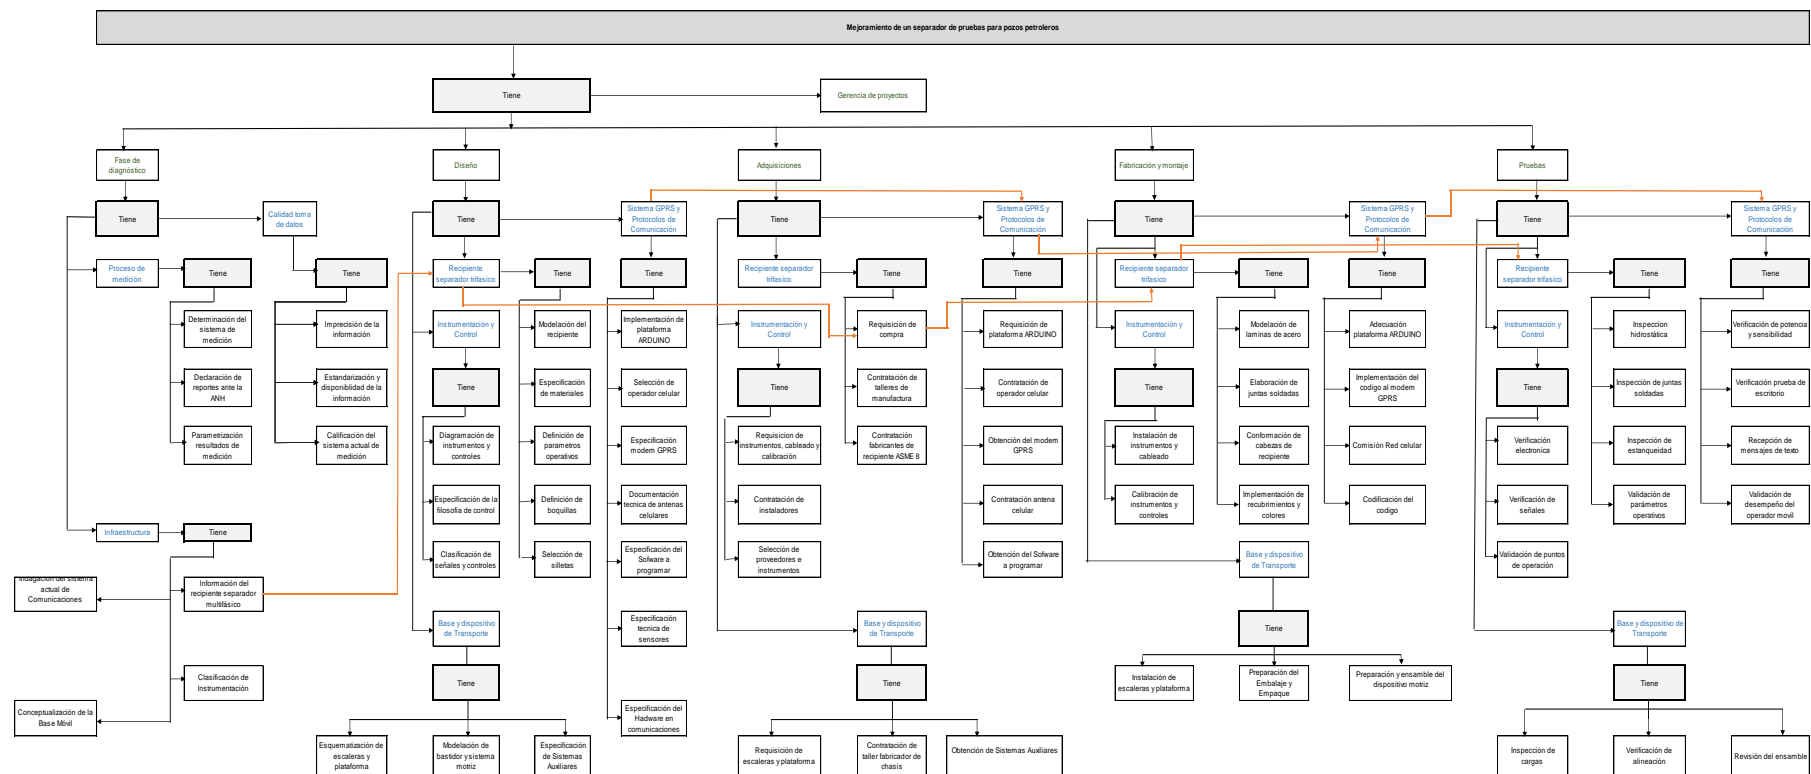 Mejoramiento de un separador de pruebas para pozos petroleros
Tiene
Gerencia de proyectos
Fase de
diagnóstico
Diseño
Adquisiciones
Fabricación y montaje
Pruebas
Tiene
Calidad toma
de datos
Tiene
Sistema GPRS y
Protocolos de
Comunicación
Tiene
Sistema GPRS y
Protocolos de
Comunicación
Tiene
Sistema GPRS y
Protocolos de
Comunicación
Tiene
Sistema GPRS y
Protocolos de
Comunicación
Proceso de
medición
Tiene
Tiene
Recipiente
separador trifasico
Tiene
Tiene
Recipiente separador
trifasico
Tiene
Tiene
Recipiente separador
trifasico
Tiene
Tiene
Recipiente
separador trifasico
Tiene
Tiene
Determinación del
sistema de
medición
Imprecisión de la
información
Instrumentación y
Control
Modelación del
recipiente
Implementación de
plataforma
ARDUINO
Instrumentación y
Control
Requisición de
compra
Requisición de
plataforma ARDUINO
Instrumentación y
Control
Modelación de
laminas de acero
Adecuación
plataforma ARDUINO
Instrumentación y
Control
Inspeccíon
hidrostática
Verificación de potencia
y sensibilidad
Declaración de
reportes ante la
ANH
Estandarización y
disponiblidad de la
información
Tiene
Especificación
de materiales
Selección de
operador celular
Tiene
Contratación de
talleres de
manufactura
Contratación de
operador celular
Tiene
Elaboración de
juntas soldadas
Implementación del
codigo al modem
GPRS
Tiene
Inspección de juntas
soldadas
Verificación prueba de
escritorio
Parametrización
resultados de
medición
Calificación del
sistema actual de
medición
Diagramación de
instrumentos y
controles
Definición de
parametros
operativos
Especificación
modem GPRS
Requisicion de
instrumentos, cableado y
calibración
Contratación
fabricantes de
recipiente ASME 8
Obtención del modem
GPRS
Instalación de
instrumentos y
cableado
Conformación de
cabezas de
recipiente
Comisión Red celular
Verificación
electronica
Inspección de
estanqueidad
Recepción de
mensajes de texto
Especificación de la
filosofia de control
Definición de
boquillas
Documentación
tecnica de antenas
celulares
Contratación de
instaladores
Contratación antena
celular
Calibración de
instrumentos y
controles
Implementación de
recubrimientos y
colores
Codificación del
codigo
Verificación de
señales
Validación de
parámetros
operativos
Validación de
desempeño del
operador movil
Infraestructura
Tiene
Clasificación de
señales y controles
Selección de
silletas
Especificación del
Sofware a
programar
Selección de
proveedores e
instrumentos
Obtención del Sofware
a programar
Base y dispositivo
de Transporte
Validación de puntos
de operación
Indagación del sistema
actual de
Comunicaciones
Información del
recipiente separador
multifásico
Base y dispositivo
de Transporte
Especificación
tecnica de
sensores
Base y dispositivo
de Transporte
Tiene
Base y dispositivo de
Transporte
Clasificación de
Instrumentación
Tiene
Tiene
Instalación de
escaleras y plataforma
Preparación del
Embalaje y
Empaque
Preparación y ensamble del
dispositivo motriz
Tiene
Conceptualización de la
Base Móvil
Especificación del
Hadware en
comunicaciones
Esquematización de
escaleras y
plataforma
Modelación de
bastidor y sistema
motriz
Especificación
de Sistemas
Auxiliares
Requisición de
escaleras y plataforma
Contratación de
taller fabricador de
chasis
Obtención de Sistemas Auxiliares
Inspección de
cargas
Verificación de
alineación
Revisión del ensamble